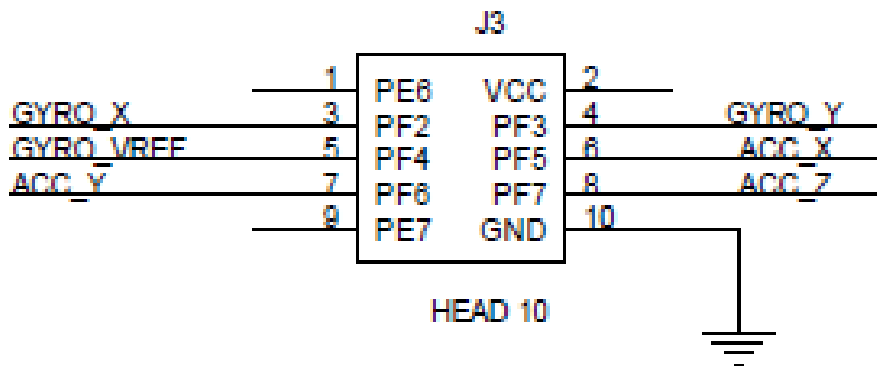 J3
1 PE6 VCC 2
GYRO_X 3 PF2 PF3 4 GYRO_Y
GYRO_VREF 5 PF4 PF5 6 ACC_X
ACC_Y 7 PF6 PF7 8 ACC_Z
9 PE7 GND 10
HEAD 10